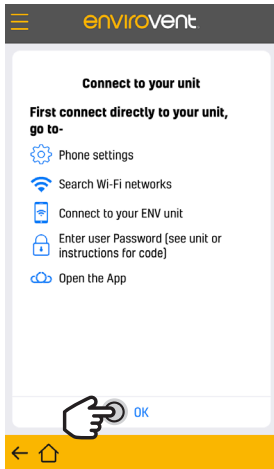 envirovent
Connect to your unit
First connect directly to your unit,
go to-
Phone settings
Search Wi-Fi networks
Connect to your ENV unit
Enter user Password (see unit or
instructions for code)
Open the App
OK